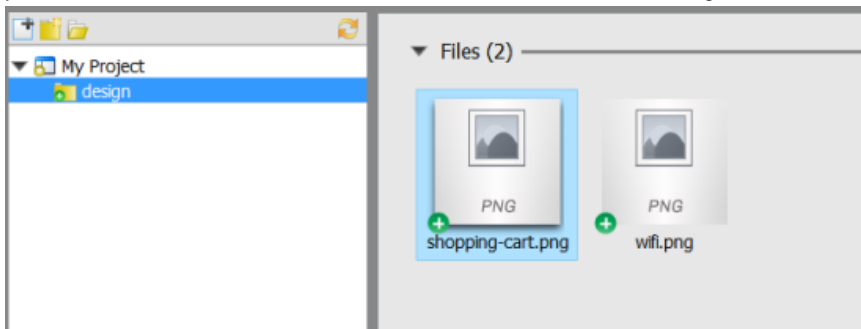 My Project
design
Files (2)
PNG
shopping-cart.png
PNG
wifi.png